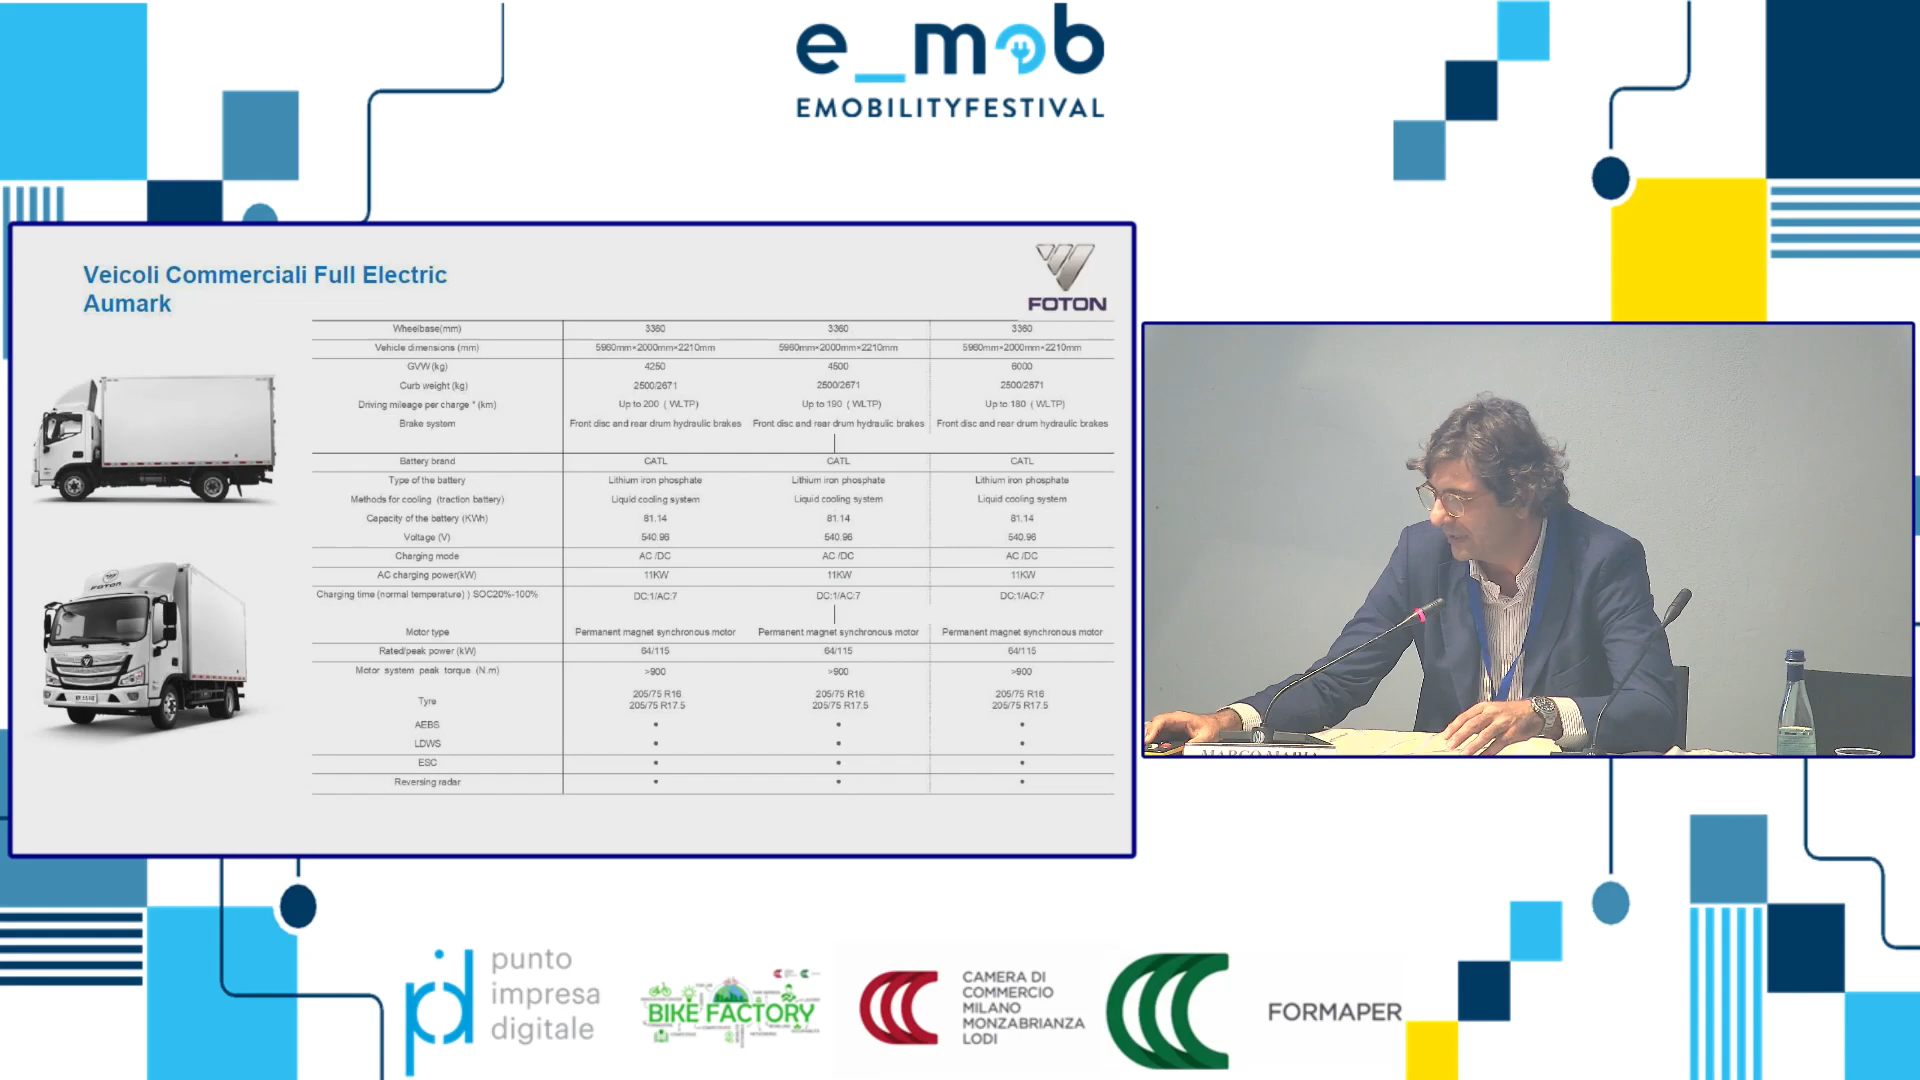 e_mob
EMOBILITYFESTIVAL
Veicoli Commerciali Full Electric
Aumark
FOTON
Wheelbase(mm) 3360 3360 3360
Vehicle dimensions (mm) 5960mm×2000mm×2210mm 5960mm×2000mm×2210mm 5960mm×2000mm×2210mm
GVW(kg) 4250 4500 6000
Curb weight (kg) 2500/2671 2500/2671 2500/2671
Driving mileage per charge * (km) Up to 200 ( WLTP) Up to 190 ( WLTP) Up to 180 ( WLTP)
Brake system Front disc and rear drum hydraulic brakes Front disc and rear drum hydraulic brakes Front disc and rear drum hydraulic brakes
Battery brand CATL CATL CATL
Type of the battery Lithium iron phosphate Lithium iron phosphate Lithium iron phosphate
Methods for cooling (traction battery) Liquid cooling system Liquid cooling system Liquid cooling system
Capacity of the battery (KWh) 81.14 81.14 81.14
Voltage (V) 540.96 540.96 540.96
Charging mode AC /DC AC /DC AC /DC
AC charging power(kW) 11KW 11KW 11KW
Charging time (normal temperature) ) SOC20%-100% DC:1/AC:7 DC:1/AC:7 DC:1/AC:7
Motor type Permanent magnet synchronous motor Permanent magnet synchronous motor Permanent magnet synchronous motor
Rated/peak power (kW) 64/115 64/115 64/115
Motor system peak torque (N.m) >900 >900 >900
Tyre 205/75 R16 205/75 R16 205/75 R16
205/75 R17.5 205/75 R17.5 205/75 R17.5
AEBS • • •
LDWS • • •
ESC • • •
Reversing radar • • •
FOTON
MARCO MARIA
punto
impresa
digitale
BIKE FACTORY
CAMERA DI
COMMERCIO
MILANO
MONZABRIANZA
LODI
FORMAPER